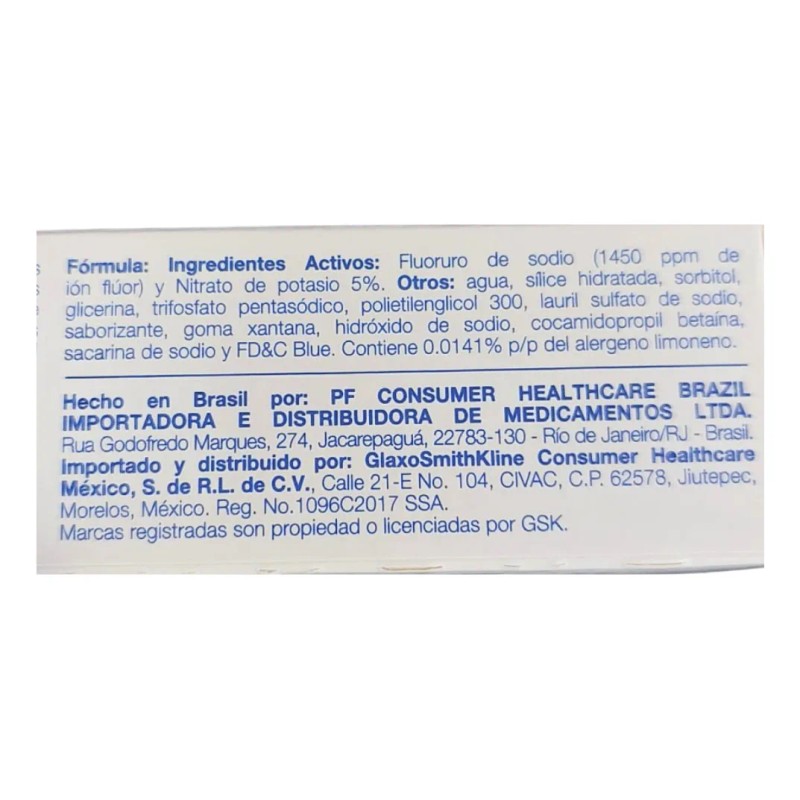 Fórmula: Ingredientes Activos: Fluoruro de sodio (1450 ppm de
ión flúor) y Nitrato de potasio 5%. Otros: agua, sílice hidratada, sorbitol,
glicerina, trifosfato pentasódico, polietilenglicol 300, lauril sulfato de sodio,
saborizante, goma xantana, hidróxido de sodio, cocamidopropil betaína,
sacarina de sodio y FD&C Blue. Contiene 0.0141% p/p del alergeno limoneno.
Hecho en Brasil por: PF CONSUMER HEALTHCARE BRAZIL
IMPORTADORA E DISTRIBUIDORA DE MEDICAMENTOS LTDA.
Rua Godofredo Marques, 274, Jacarepaguá, 22783-130 - Río de Janeiro/RJ - Brasil.
Importado y distribuido por: GlaxoSmithKline Consumer Healthcare
México, S. de R.L. de C.V., Calle 21-E No. 104, CIVAC, C.P. 62578, Jiutepec,
Morelos, México. Reg. No.1096C2017 SSA.
Marcas registradas son propiedad o licenciadas por GSK.